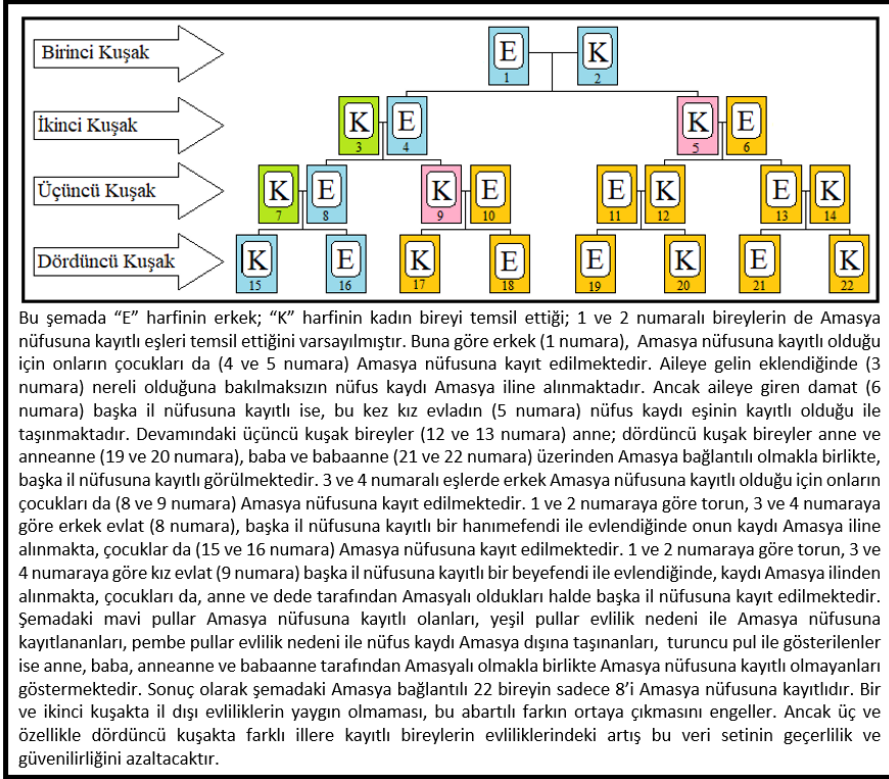 Birinci Kuşak
E K
1 2
İkinci Kuşak
K E K E
3 4 5 6
Üçüncü Kuşak
K E K E E K E K
7 8 9 10 11 12 13 14
Dördüncü Kuşak
K E K E E K E K
15 16 17 18 19 20 21 22
Bu şemada “E” harfinin erkek; “K” harfinin kadın bireyi temsil ettiği; 1 ve 2 numaralı bireylerin de Amasya
nüfusuna kayıtlı eşleri temsil ettiğini varsayılmıştır. Buna göre erkek (1 numara), Amasya nüfusuna kayıtlı olduğu
için onların çocukları da (4 ve 5 numara) Amasya nüfusuna kayıt edilmektedir. Aileye gelin eklendiğinde (3
numara) nereli olduğuna bakılmaksızın nüfus kaydı Amasya iline alınmaktadır. Ancak aileye giren damat (6
numara) başka il nüfusuna kayıtlı ise, bu kez kız evladın (5 numara) nüfus kaydı eşinin kayıtlı olduğu ile
taşınmaktadır. Devamındaki üçüncü kuşak bireyler (12 ve 13 numara) anne; dördüncü kuşak bireyler anne ve
anneanne (19 ve 20 numara), baba ve babaanne (21 ve 22 numara) üzerinden Amasya bağlantılı olmakla birlikte,
başka il nüfusuna kayıtlı görülmektedir. 3 ve 4 numaralı eşlerde erkek Amasya nüfusuna kayıtlı olduğu için onların
çocukları da (8 ve 9 numara) Amasya nüfusuna kayıt edilmektedir. 1 ve 2 numaraya göre torun, 3 ve 4 numaraya
göre erkek evlat (8 numara), başka il nüfusuna kayıtlı bir hanımefendi ile evlendiğinde onun kaydı Amasya iline
alınmakta, çocuklar da (15 ve 16 numara) Amasya nüfusuna kayıt edilmektedir. 1 ve 2 numaraya göre torun, 3 ve
4 numaraya göre kız evlat (9 numara) başka il nüfusuna kayıtlı bir beyefendi ile evlendiğinde, kaydı Amasya ilinden
alınmakta, çocukları da, anne ve dede tarafından Amasyalı oldukları halde başka il nüfusuna kayıt edilmektedir.
Şemadaki mavi pullar Amasya nüfusuna kayıtlı olanları, yeşil pullar evlilik nedeni ile Amasya nüfusuna
kayıtlananları, pembe pullar evlilik nedeni ile nüfus kaydı Amasya dışına taşınanları, turuncu pul ile gösterilenler
ise anne, baba, anneanne ve babaanne tarafından Amasyalı olmakla birlikte Amasya nüfusuna kayıtlı olmayanları
göstermektedir. Sonuç olarak şemadaki Amasya bağlantılı 22 bireyin sadece 8’i Amasya nüfusuna kayıtlıdır. Bir
ve ikinci kuşakta il dışı evliliklerin yaygın olmaması, bu abartılı farkın ortaya çıkmasını engeller. Ancak üç ve
özellikle dördüncü kuşakta farklı illere kayıtlı bireylerin evliliklerindeki artış bu veri setinin geçerlilik ve
güvenilirliğini azaltacaktır.